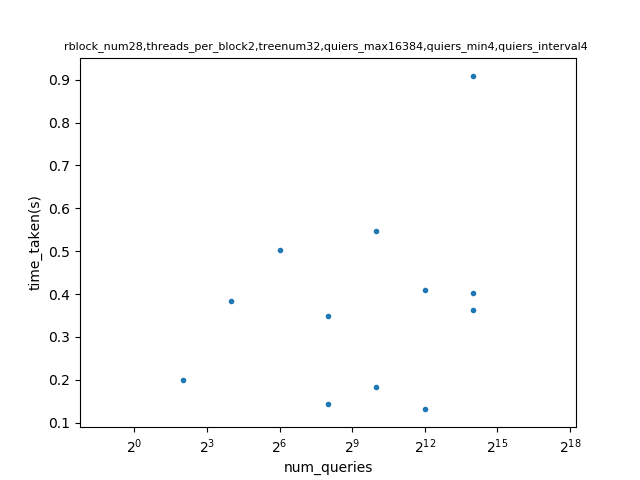 rblock_num28,threads_per_block2,treenum32,quiers_max16384,quiers_min4,quiers_interval4
time_taken(s)
0.9
0.8
0.7
0.6
0.5
0.4
0.3
0.2
0.1
2^0 2^3 2^6 2^9 2^12 2^15 2^18
num_queries